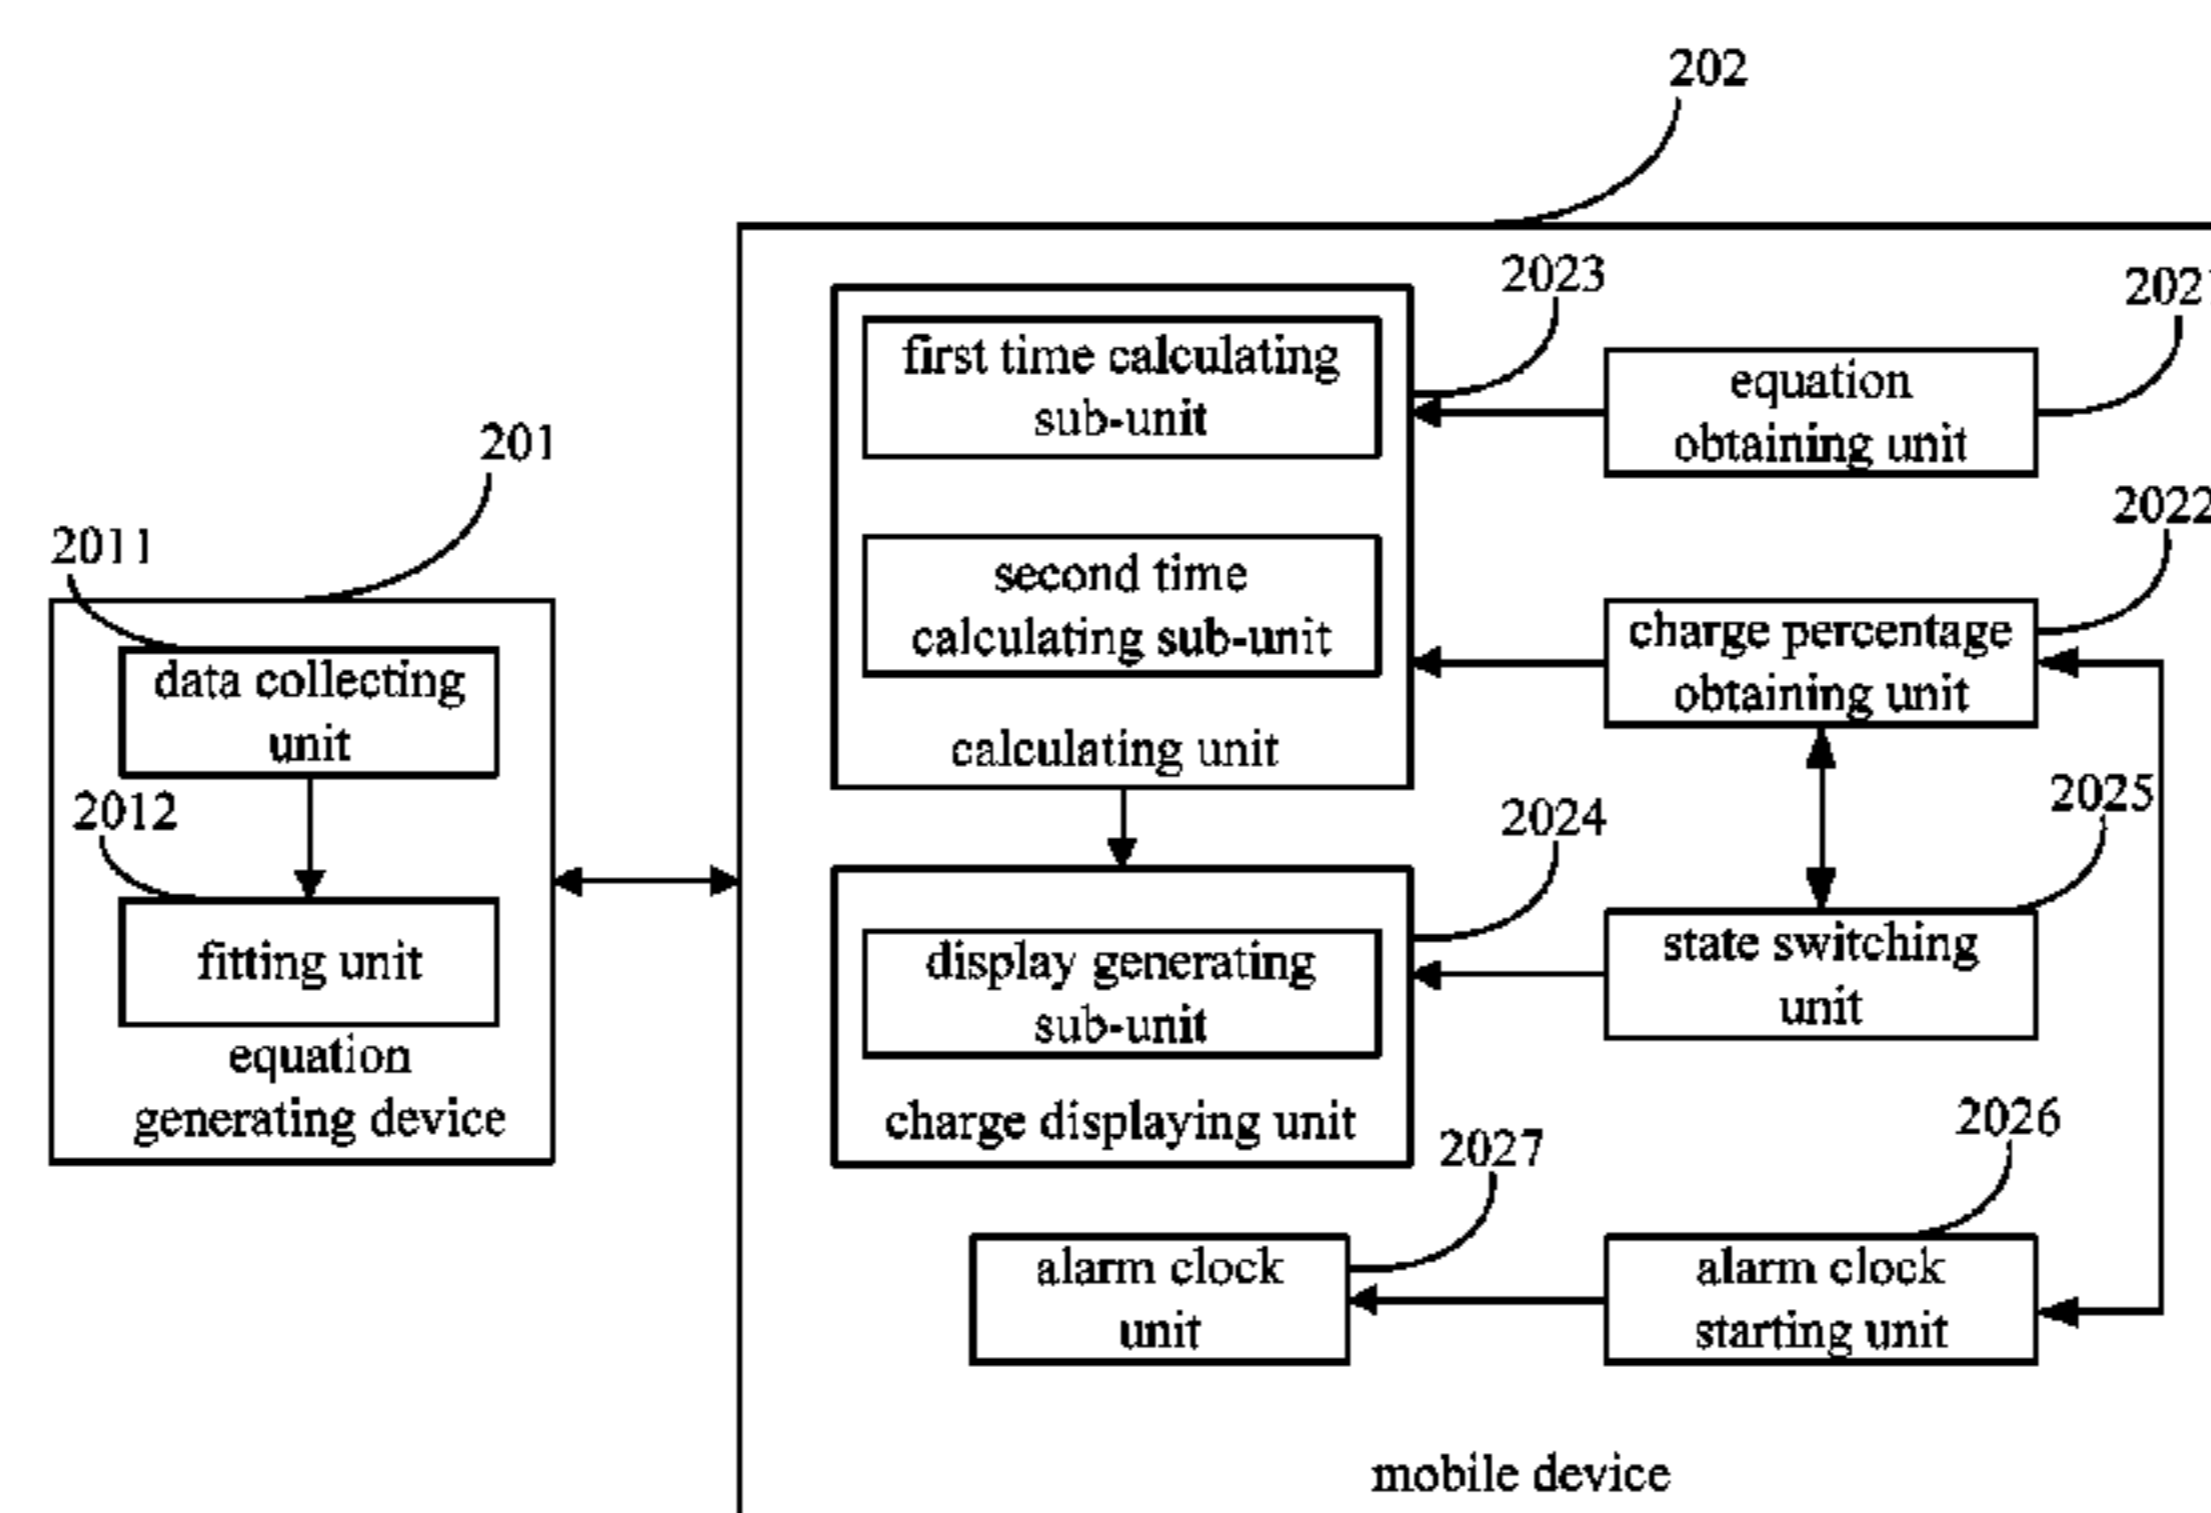 202
2023
2021
first time calculating
sub-unit
equation
obtaining unit
201
2022
2011
second time
calculating sub-unit
charge percentage
obtaining unit
data collecting
unit
calculating unit
2012
2024
2025
fitting unit
display generating
sub-unit
state switching
unit
equation
generating device
charge displaying unit
2027
2026
alarm clock
unit
alarm clock
starting unit
mobile device